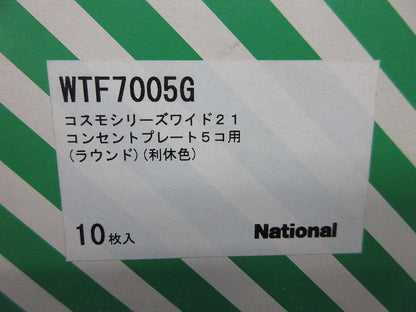 WTF7005G
コスモシリーズワイド21
コンセントプレート5コ用
(ラウンド)(利休色)
10枚入
National